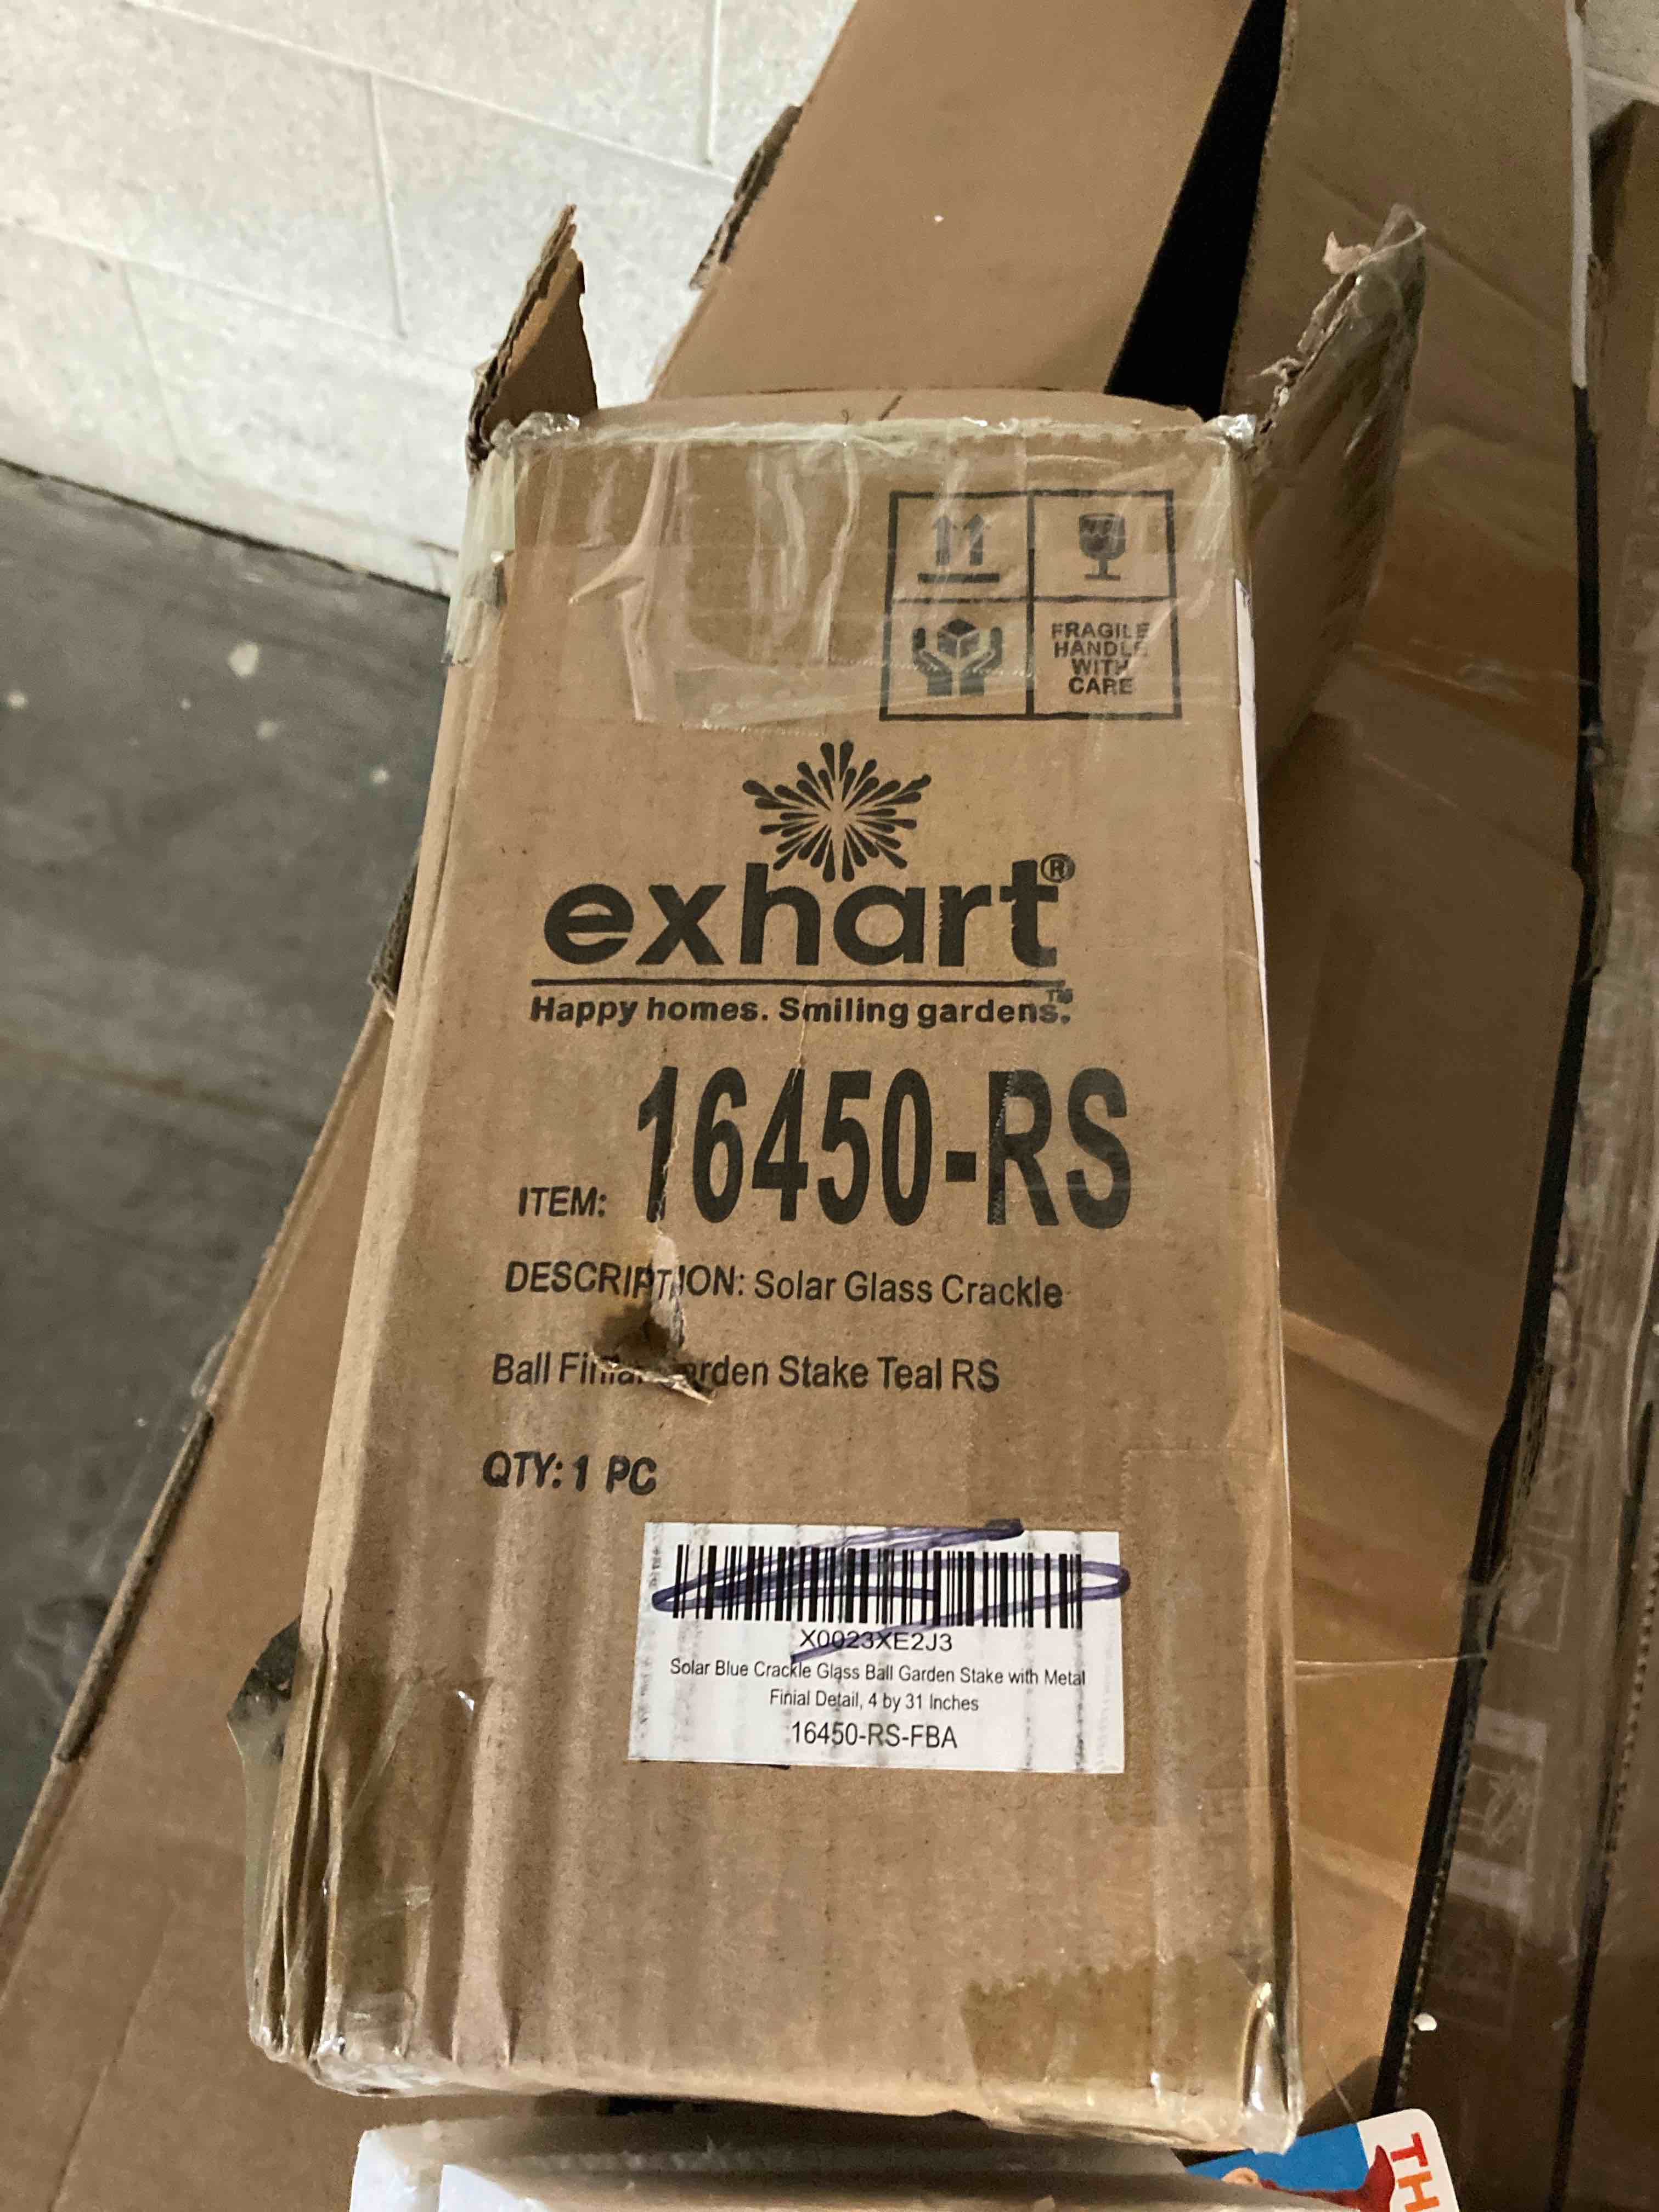 FRAGILE
HANDLE
WITH
CARE
exhart®
Happy homes. Smiling gardens.™
ITEM: 16450-RS
DESCRIPTION: Solar Glass Crackle
Ball Finial Garden Stake Teal RS
QTY: 1 PC
X0023XE2J3
Solar Blue Crackle Glass Ball Garden Stake with Metal
Finial Detail, 4 by 31 Inches
16450-RS-FBA
TH